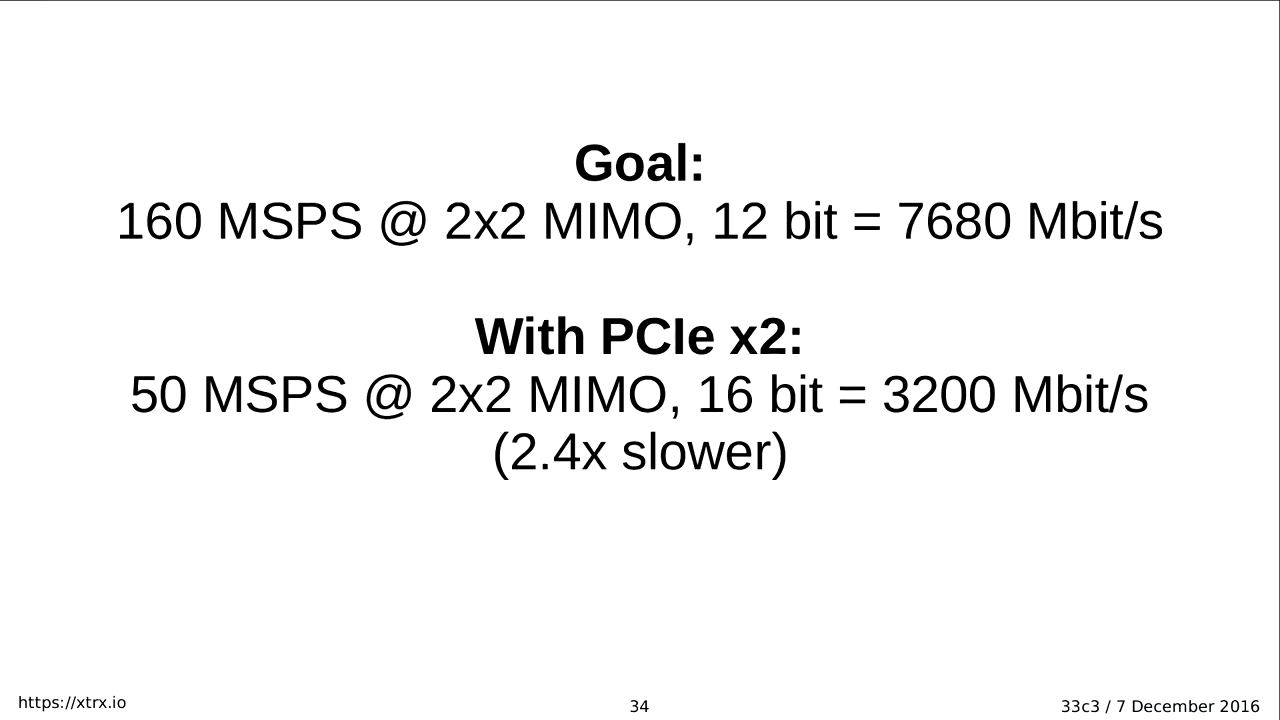 Goal:
160 MSPS @ 2x2 MIMO, 12 bit = 7680 Mbit/s
With PCIe x2:
50 MSPS @ 2x2 MIMO, 16 bit = 3200 Mbit/s
(2.4x slower)
https://xtrx.io
34
33c3 / 7 December 2016